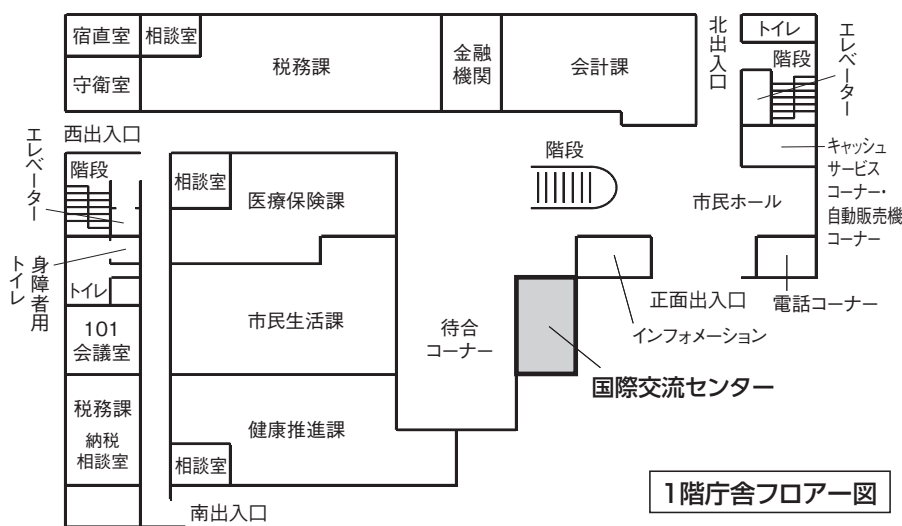 宿直室
相談室
税務課
金融
機関
会計課
北出入口
トイレ
階段
エレベーター
守衛室
西出入口
エレベーター
階段
相談室
医療保険課
階段
市民ホール
キャッシュ
サービス
コーナー・
自動販売機
コーナー
身障者用
トイレ
トイレ
市民生活課
待合
コーナー
正面出入口
電話コーナー
インフォメーション
101
会議室
国際交流センター
税務課
納税
相談室
健康推進課
相談室
南出入口
1階庁舎フロアー図